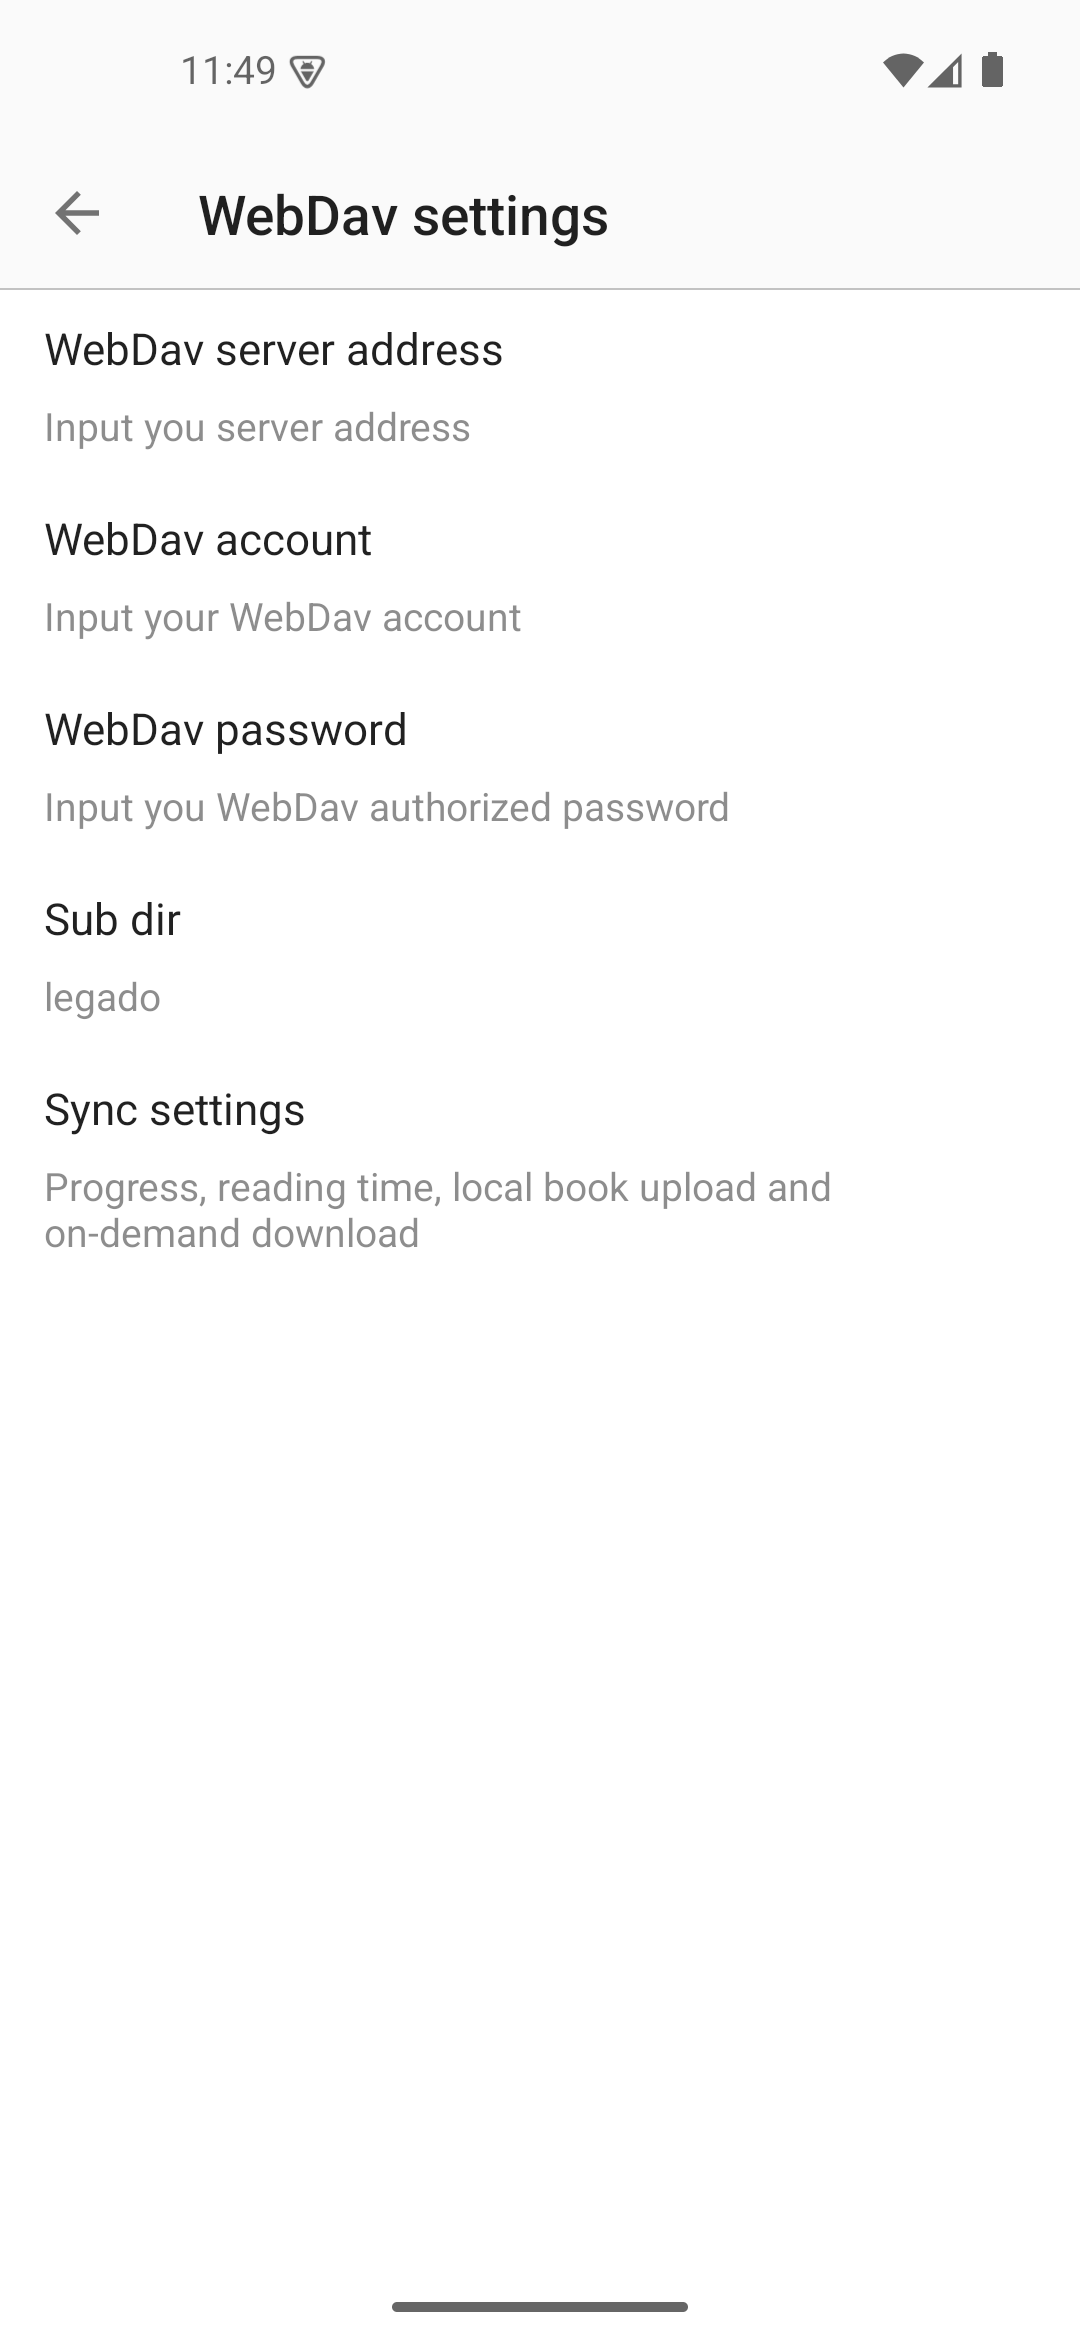 11:49
WebDav settings
WebDav server address
Input you server address
WebDav account
Input your WebDav account
WebDav password
Input you WebDav authorized password
Sub dir
legado
Sync settings
Progress, reading time, local book upload and
on-demand download